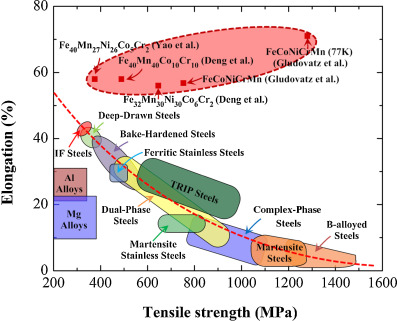 80
60
40
20
0
Elongation (%)
Fe40Mn27Ni26Co5Cr2 (Yao et al.)
Fe40Mn40Co10Cr10 (Deng et al.)
FeCoNiCrMn (77K)
(Gludovatz et al.)
FeCoNiCrMn (Gludovatz et al.)
Fe32Mn30Ni30Co6Cr2 (Deng et al.)
Deep-Drawn Steels
Bake-Hardened Steels
IF Steels
Ferritic Stainless Steels
Al
Alloys
TRIP Steels
Mg
Alloys
Dual-Phase
Steels
Complex-Phase
Steels
B-alloyed
Steels
Martensite
Stainless Steels
Martensite
Steels
200 400 600 800 1000 1200 1400 1600
Tensile strength (MPa)